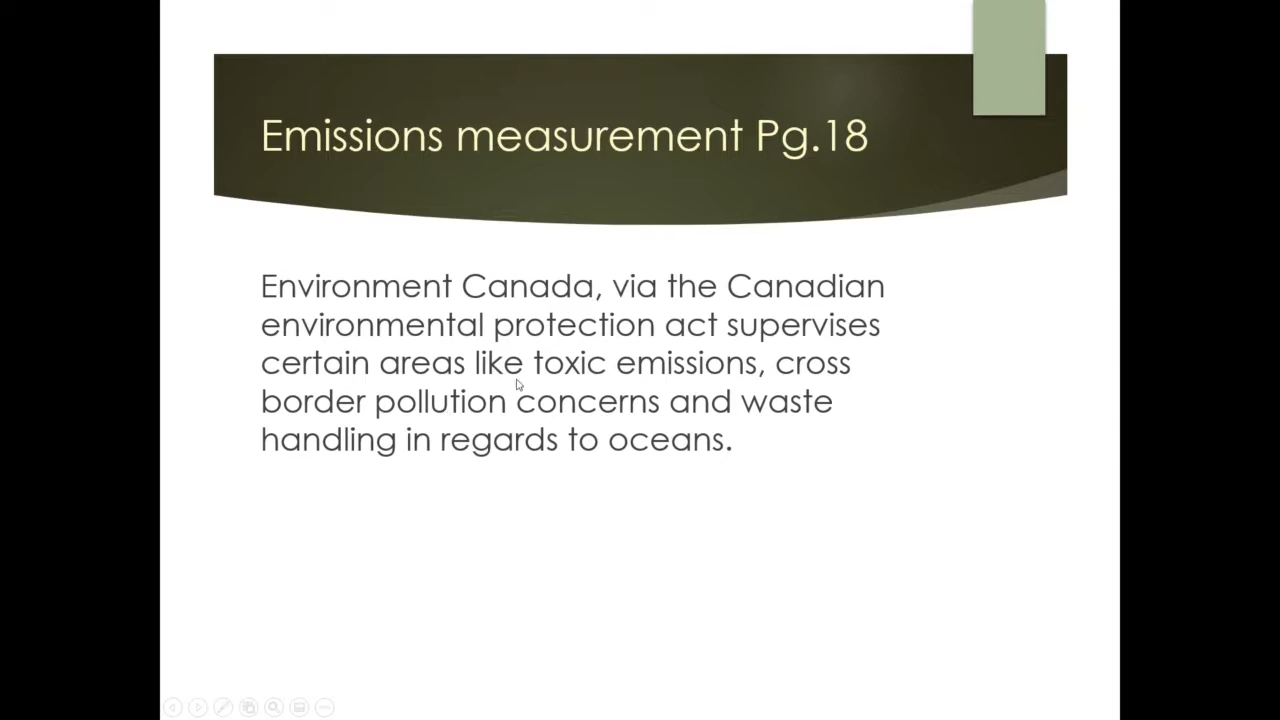 Emissions measurement Pg.18
Environment Canada, via the Canadian
environmental protection act supervises
certain areas like toxic emissions, cross
border pollution concerns and waste
handling in regards to oceans.